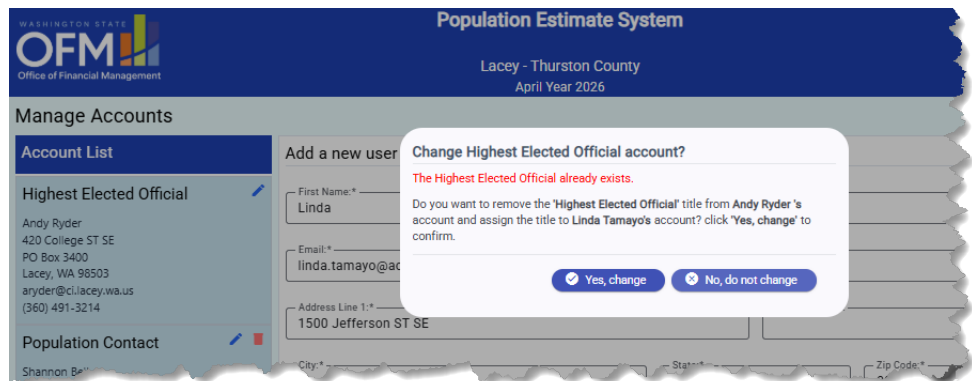 WASHINGTON STATE
OFM
Office of Financial Management
Population Estimate System
Lacey - Thurston County
April Year 2026
Manage Accounts
Account List
Highest Elected Official
Andy Ryder
420 College ST SE
PO Box 3400
Lacey, WA 98503
aryder@ci.lacey.wa.us
(360) 491-3214
Population Contact
Shannon
Add a new user
First Name:*
Linda
Email:*
Address Line 1:*
1500 Jefferson ST SE
City:*
State:*
Zip Code:*
Change Highest Elected Official account?
The Highest Elected Official already exists.
Do you want to remove the 'Highest Elected Official' title from Andy Ryder 's
account and assign the title to Linda Tamayo's account? click 'Yes, change' to
confirm.
Yes, change
No, do not change